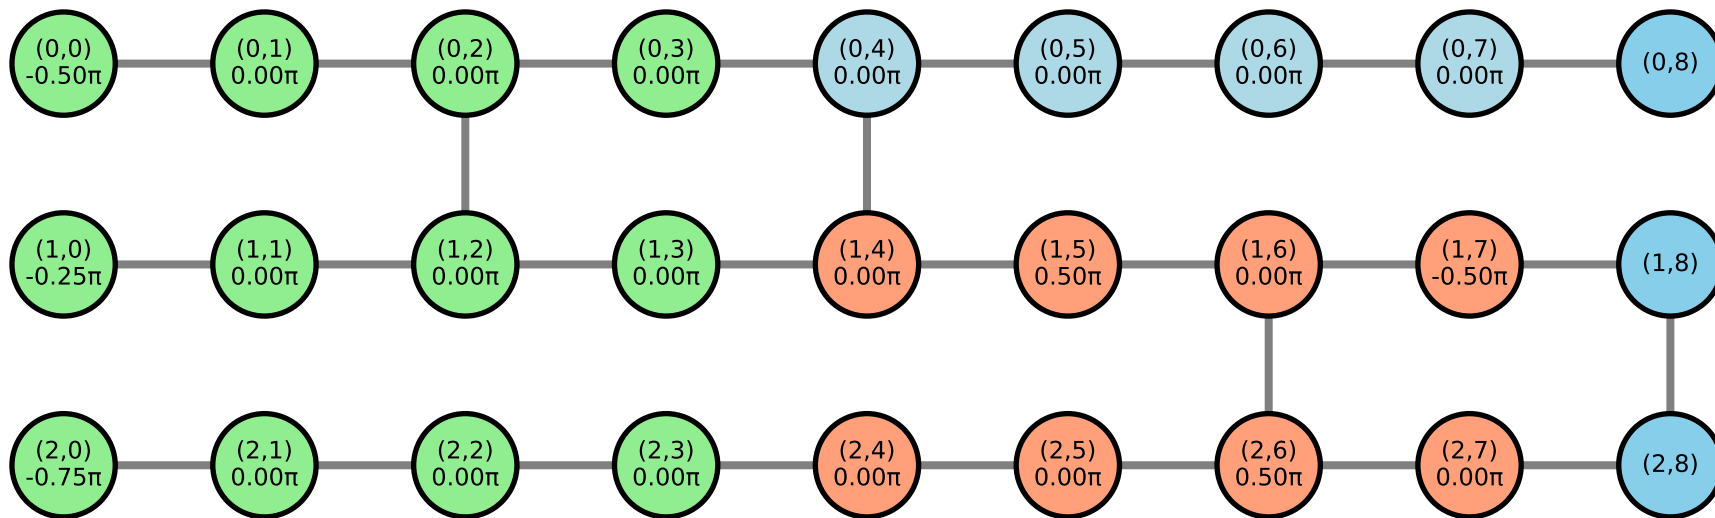 (0,0)
-0.50π
(0,1)
0.00π
(0,2)
0.00π
(0,3)
0.00π
(0,4)
0.00π
(0,5)
0.00π
(0,6)
0.00π
(0,7)
0.00π
(0,8)
(1,0)
-0.25π
(1,1)
0.00π
(1,2)
0.00π
(1,3)
0.00π
(1,4)
0.00π
(1,5)
0.50π
(1,6)
0.00π
(1,7)
-0.50π
(1,8)
(2,0)
-0.75π
(2,1)
0.00π
(2,2)
0.00π
(2,3)
0.00π
(2,4)
0.00π
(2,5)
0.00π
(2,6)
0.50π
(2,7)
0.00π
(2,8)